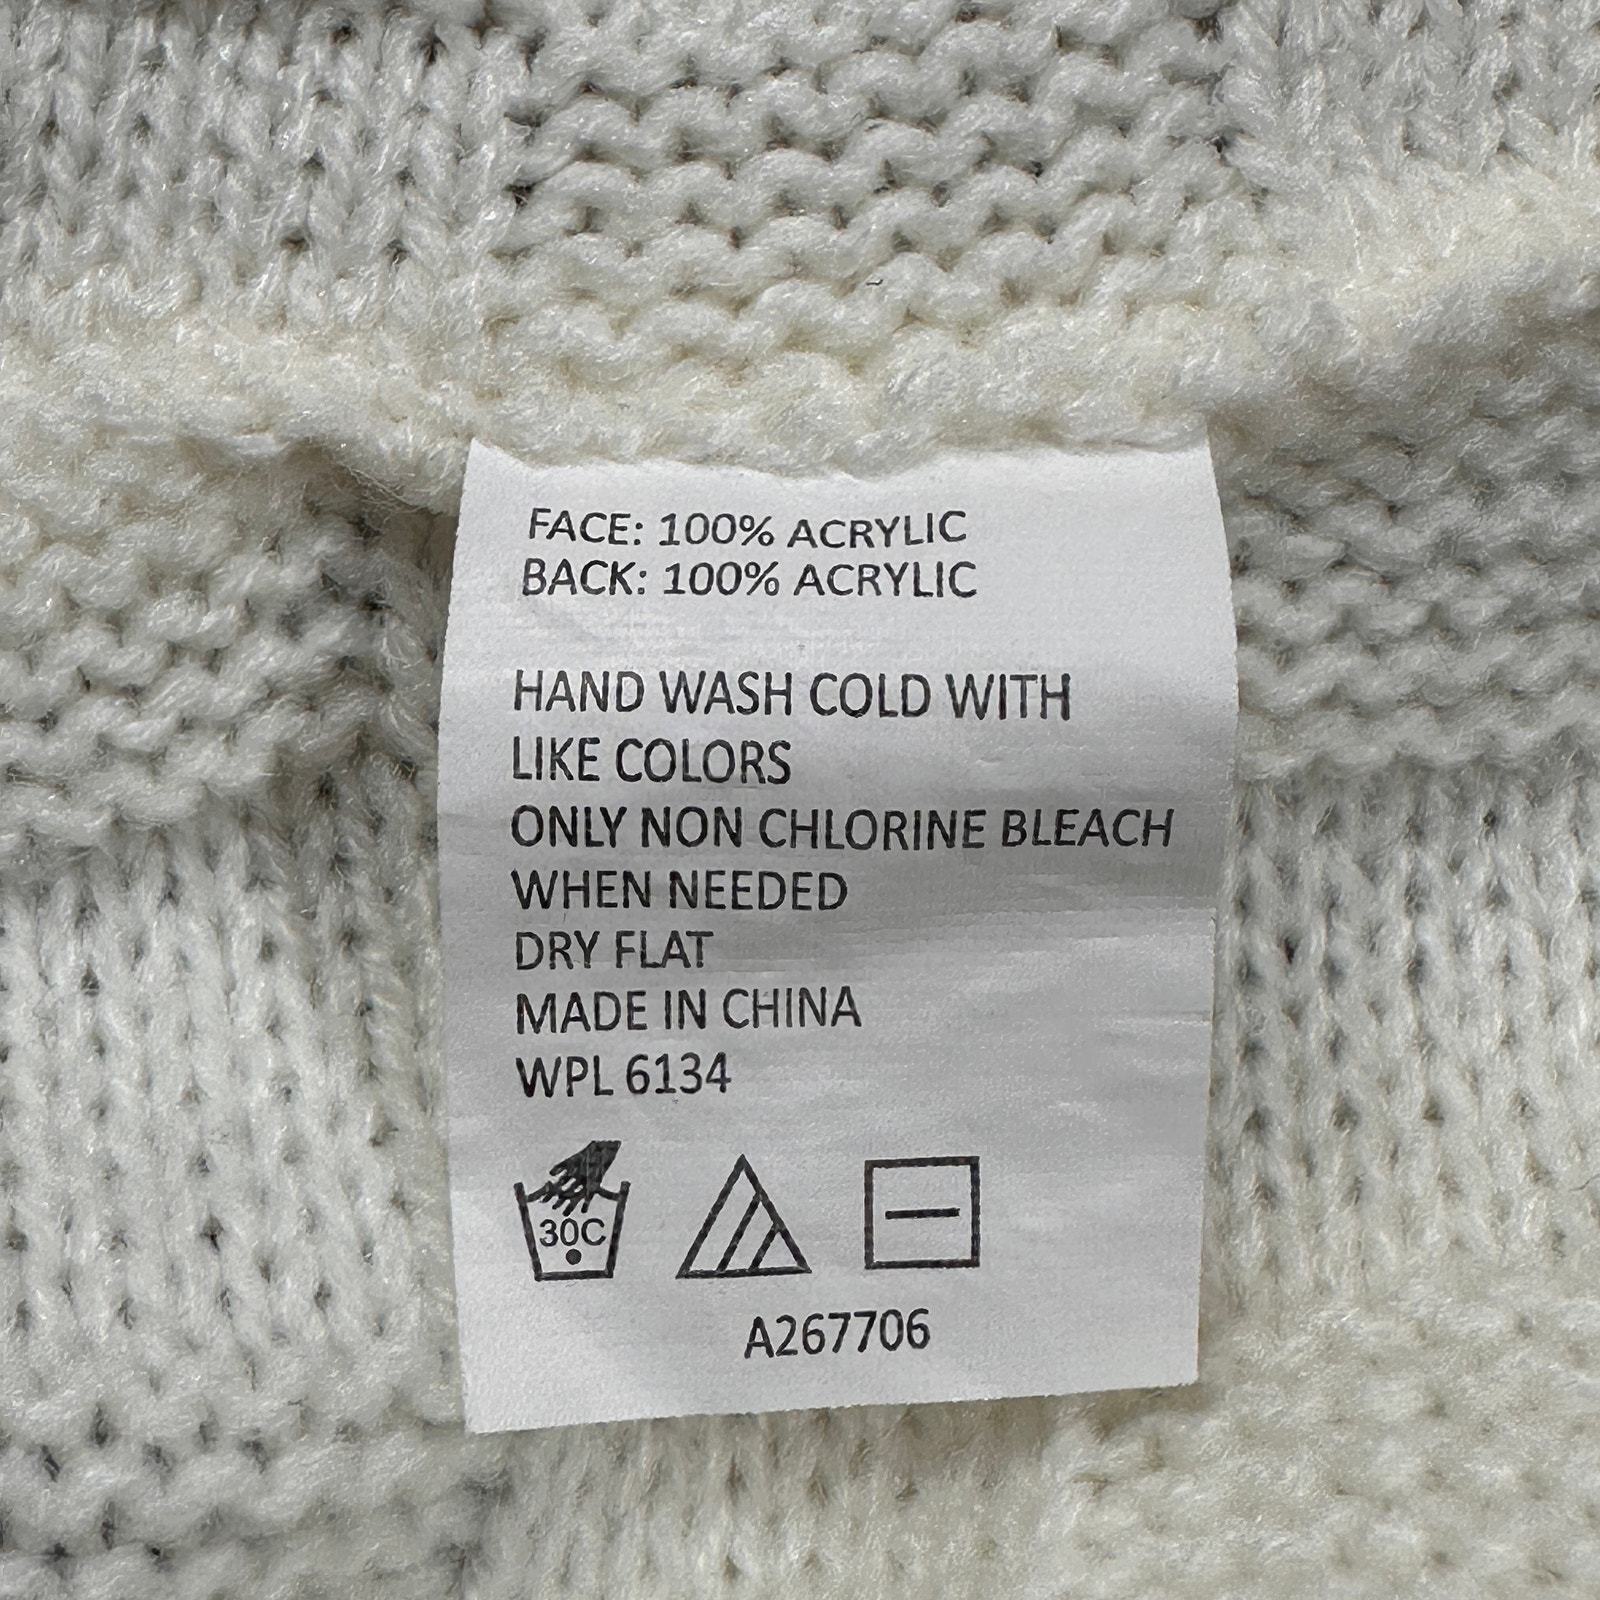 FACE: 100% ACRYLIC
BACK: 100% ACRYLIC
HAND WASH COLD WITH
LIKE COLORS
ONLY NON CHLORINE BLEACH
WHEN NEEDED
DRY FLAT
MADE IN CHINA
WPL 6134
30C
A267706